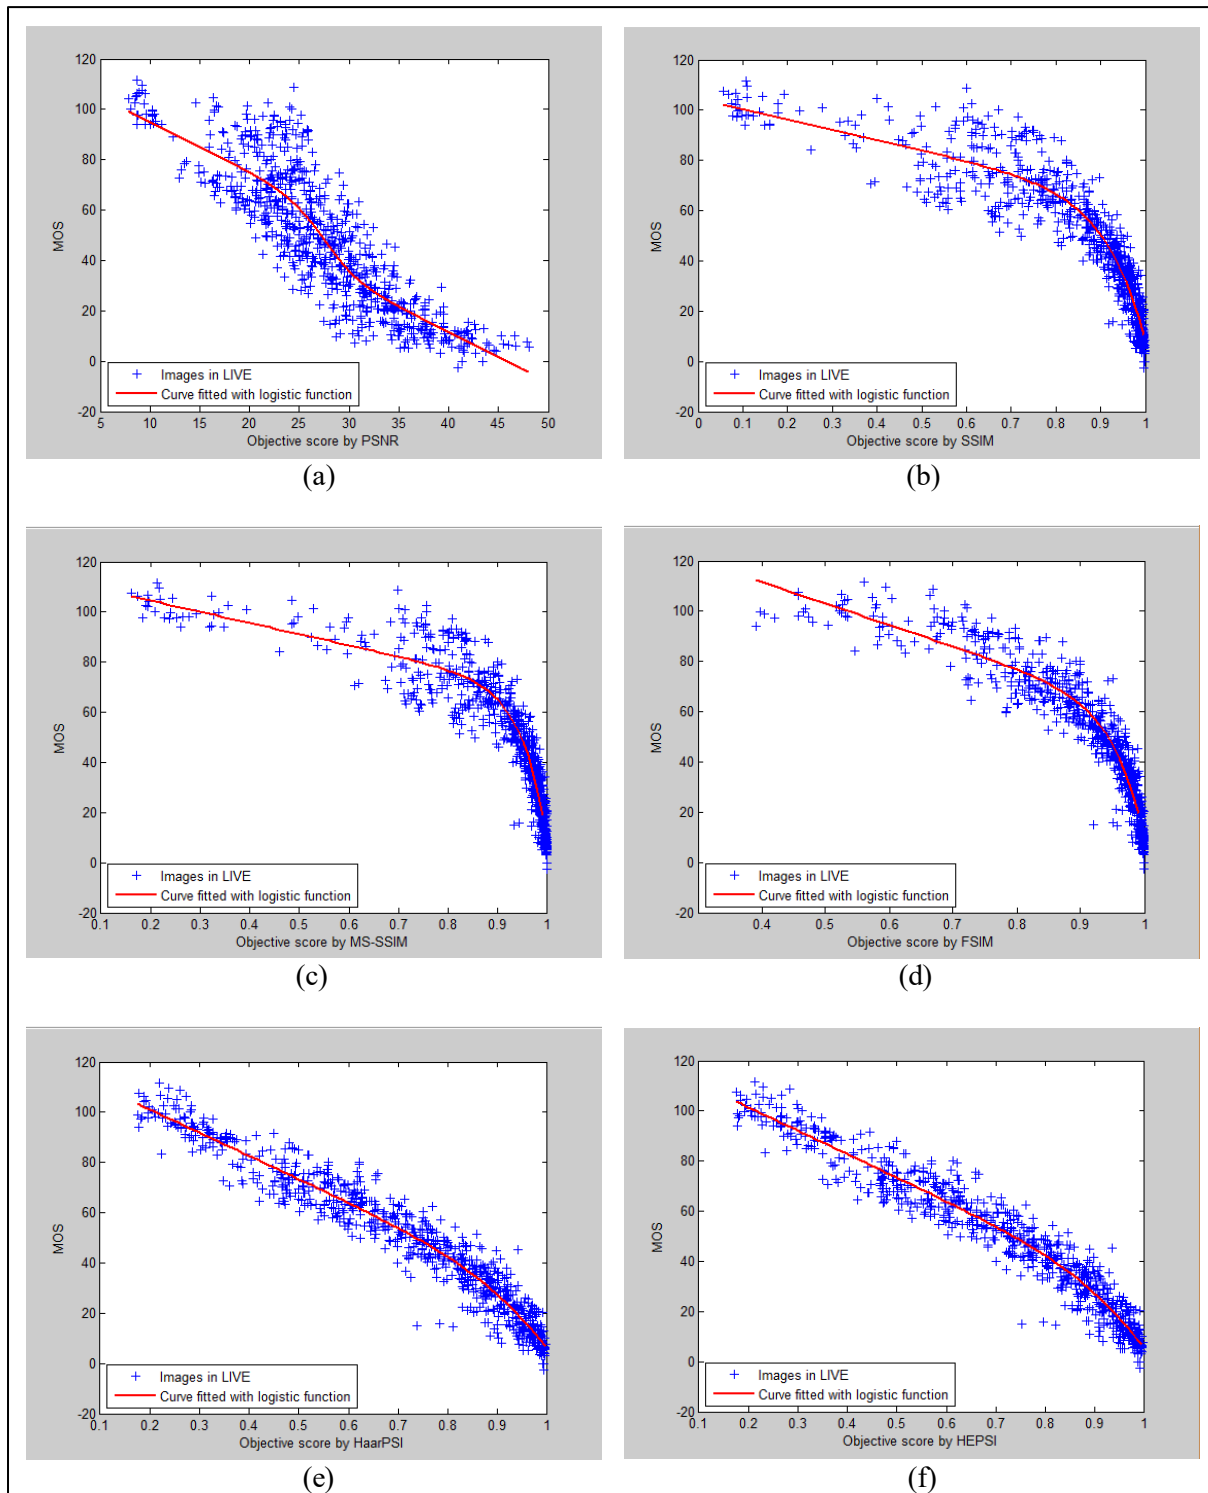 120
100
80
60
40
20
0
-20
MOS
Images in LIVE
Curve fitted with logistic function
5 10 15 20 25 30 35 40 45 50
Objective score by PSNR
(a)
120
100
80
60
40
20
0
-20
MOS
Images in LIVE
Curve fitted with logistic function
0 0.1 0.2 0.3 0.4 0.5 0.6 0.7 0.8 0.9 1
Objective score by SSIM
(b)
120
100
80
60
40
20
0
-20
MOS
Images in LIVE
Curve fitted with logistic function
0.1 0.2 0.3 0.4 0.5 0.6 0.7 0.8 0.9 1
Objective score by MS-SSIM
(c)
120
100
80
60
40
20
0
-20
MOS
Images in LIVE
Curve fitted with logistic function
0.4 0.5 0.6 0.7 0.8 0.9 1
Objective score by FSIM
(d)
120
100
80
60
40
20
0
-20
MOS
Images in LIVE
Curve fitted with logistic function
0.1 0.2 0.3 0.4 0.5 0.6 0.7 0.8 0.9 1
Objective score by HaarPSI
(e)
120
100
80
60
40
20
0
-20
MOS
Images in LIVE
Curve fitted with logistic function
0.1 0.2 0.3 0.4 0.5 0.6 0.7 0.8 0.9 1
Objective score by HEPSI
(f)